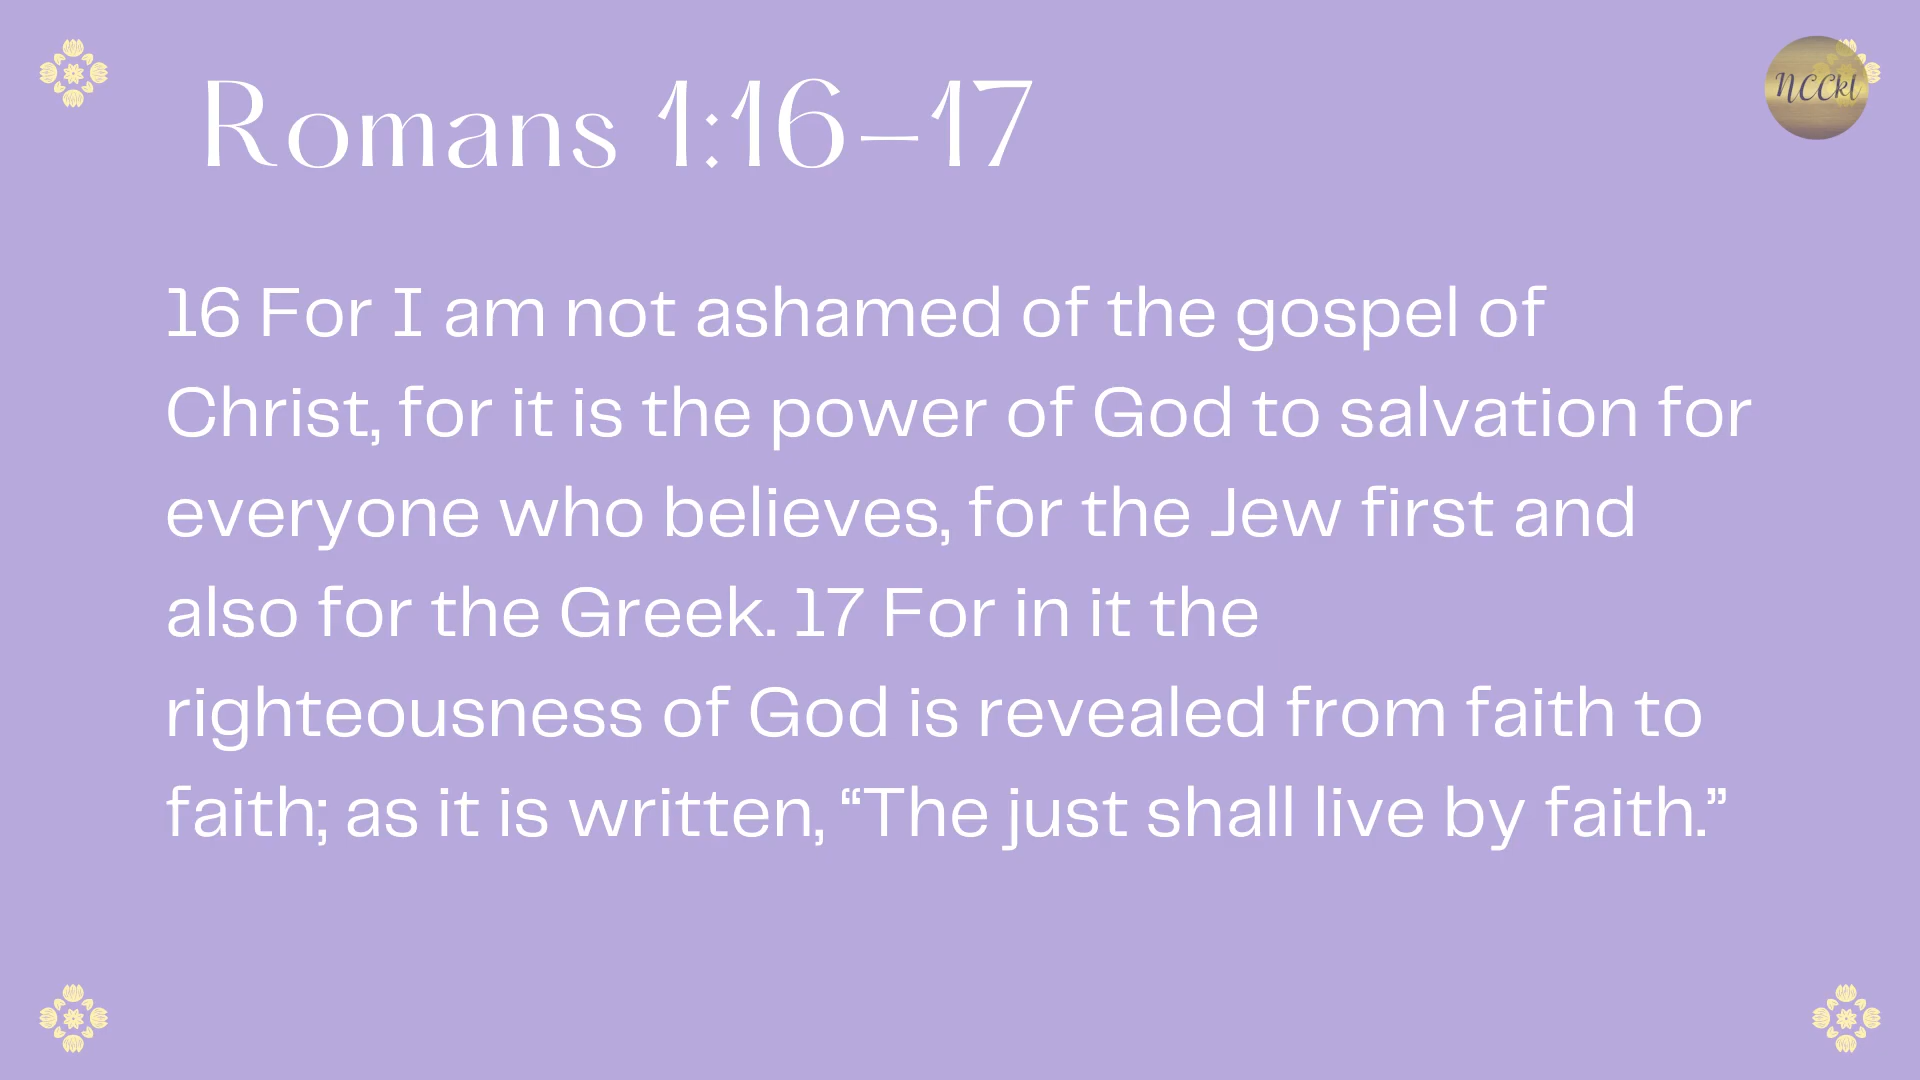 Romans 1:16–17
NCCkl
16 For I am not ashamed of the gospel of
Christ, for it is the power of God to salvation for
everyone who believes, for the Jew first and
also for the Greek. 17 For in it the
righteousness of God is revealed from faith to
faith; as it is written, “The just shall live by faith.”